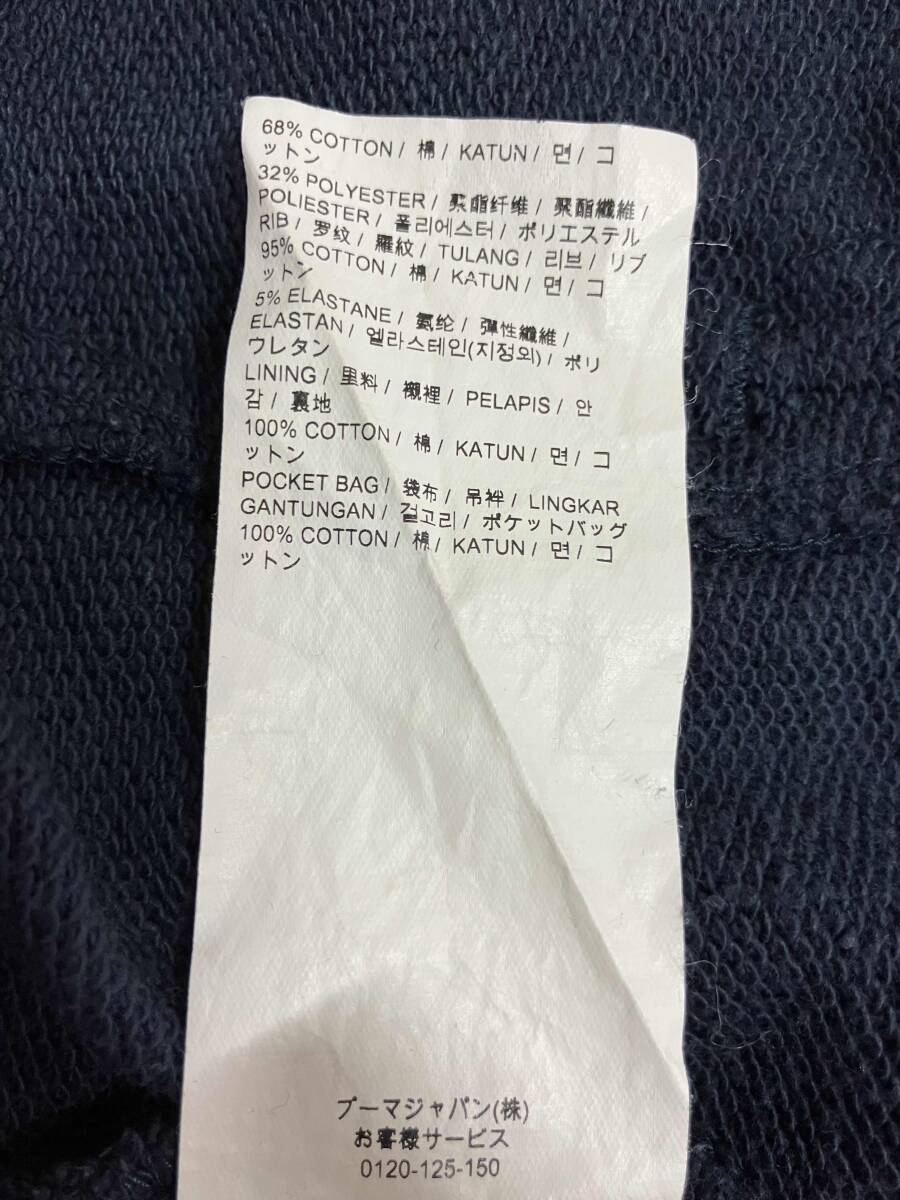 68% COTTON / 棉 / KATUN / 면 / コ
ットン
32% POLYESTER / 聚酯纤维 / 聚酯纖維 /
POLIESTER / 폴리에스터 / ポリエステル
RIB / 罗纹 / 羅紋 / TULANG / 리브 / リブ
95% COTTON / 棉 / KATUN / 면 / コ
ットン
5% ELASTANE / 氨纶 / 彈性纖維 /
ELASTAN / 엘라스테인(지정외) / ポリ
ウレタン
LINING / 里料 / 襯裡 / PELAPIS / 안
감 / 裏地
100% COTTON / 棉 / KATUN / 면 / コ
ットン
POCKET BAG / 袋布 / 吊袢 / LINGKAR
GANTUNGAN / 걸고리 / ポケットバッグ
100% COTTON / 棉 / KATUN / 면 / コ
ットン
プーマジャパン(株)
お客様サービス
0120-125-150